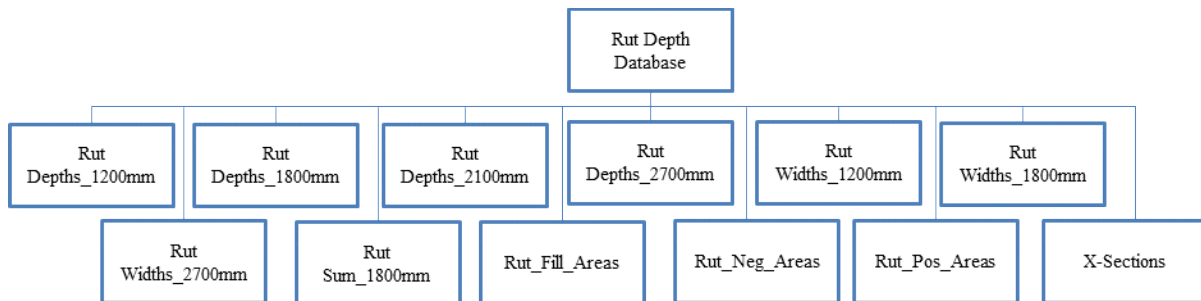 Rut Depth
Database
Rut
Depths_1200mm
Rut
Depths_1800mm
Rut
Depths_2100mm
Rut
Depths_2700mm
Rut
Widths_1200mm
Rut
Widths_1800mm
Rut
Widths_2700mm
Rut
Sum_1800mm
Rut_Fill_Areas
Rut_Neg_Areas
Rut_Pos_Areas
X-Sections